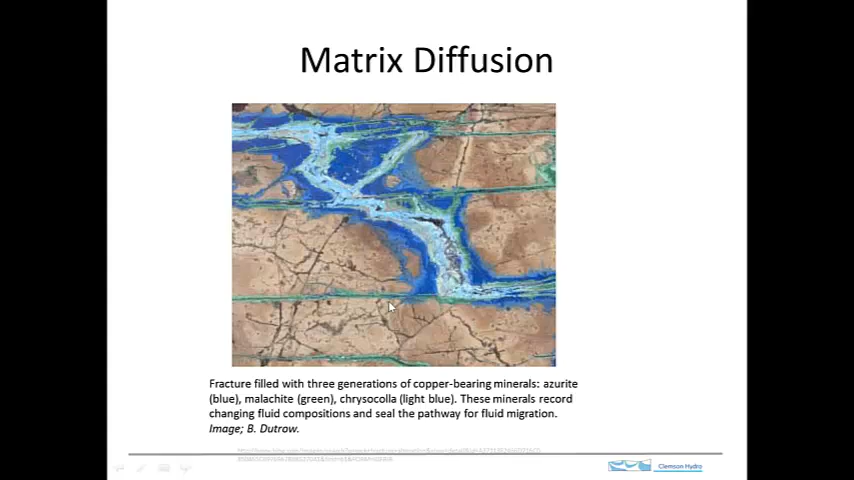 Matrix Diffusion
Fracture filled with three generations of copper-bearing minerals: azurite
(blue), malachite (green), chrysocolla (light blue). These minerals record
changing fluid compositions and seal the pathway for fluid migration.
Image; B. Dutrow.
Clemson Hydro